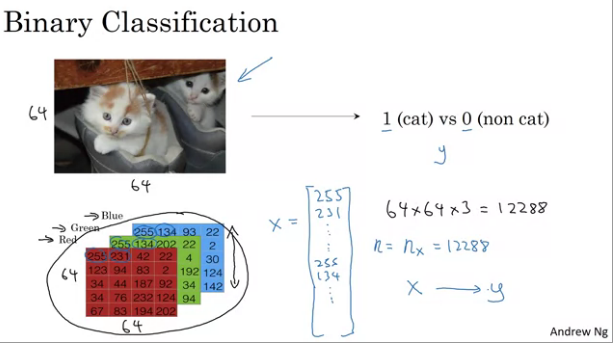 Binary Classification
64
64
1 (cat) vs 0 (non cat)
y
→Blue
→Green
→Red
255 134 93 22
255 134 202 22 2
255 231 42 22 4 30
123 94 83 2 192 124
34 44 187 92 34 142
34 76 232 124 94
67 83 194 202
64
64
x =
255
231
⋮
255
134
⋮
64×64×3 = 12288
n = nₓ = 12288
x → y
Andrew Ng